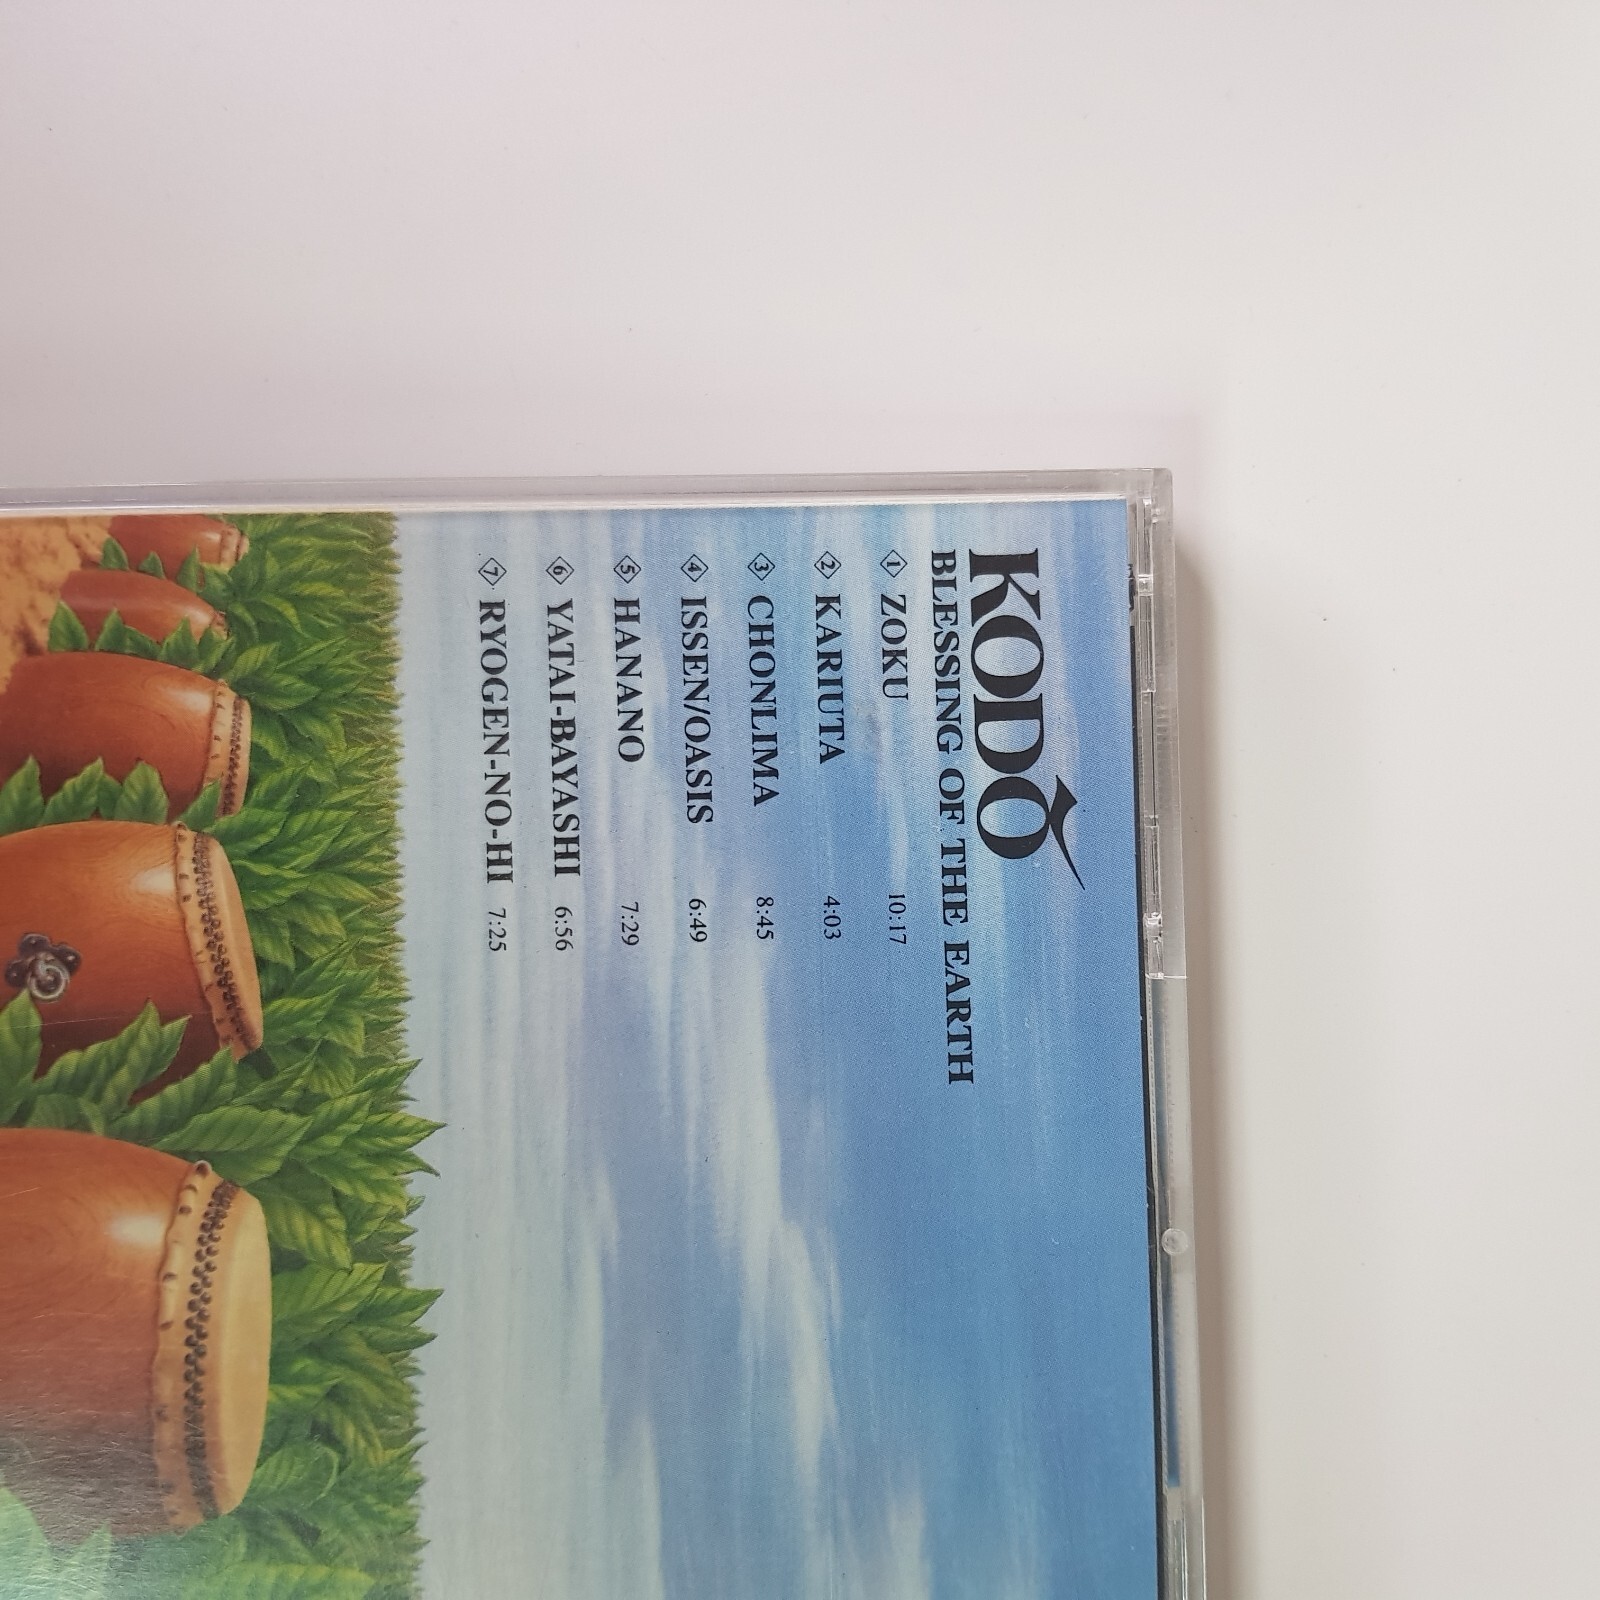 KODŌ
BLESSING OF THE EARTH
1 ZOKU 10:17
2 KARIUTA 4:03
3 CHONLIMA 8:45
4 ISSEN/OASIS 6:49
5 HANANO 7:29
6 YATAI-BAYASHI 6:56
7 RYOGEN-NO-HI 7:25